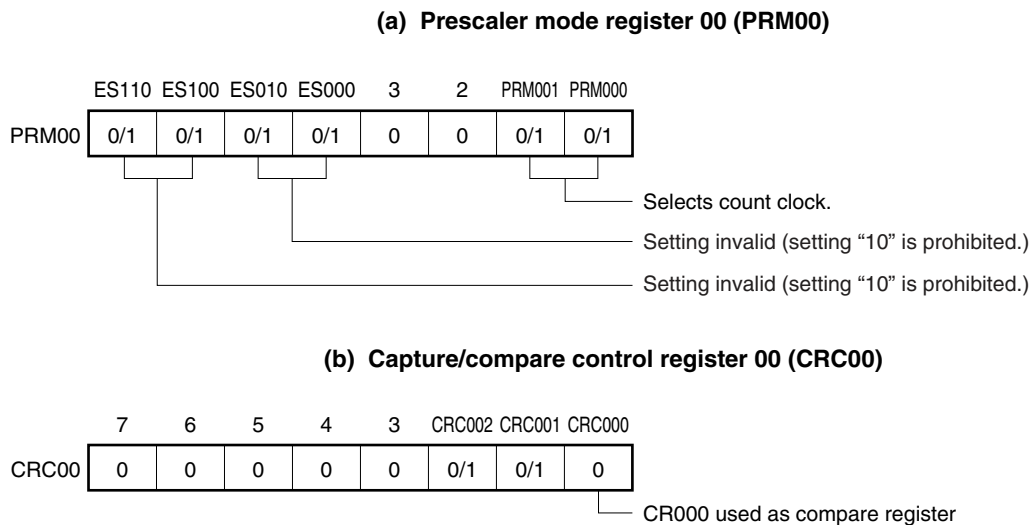 (a) Prescaler mode register 00 (PRM00)
ES110 ES100 ES010 ES000 3 2 PRM001 PRM000
PRM00 0/1 0/1 0/1 0/1 0 0 0/1 0/1
Selects count clock.
Setting invalid (setting “10” is prohibited.)
Setting invalid (setting “10” is prohibited.)
(b) Capture/compare control register 00 (CRC00)
7 6 5 4 3 CRC002 CRC001 CRC000
CRC00 0 0 0 0 0 0/1 0/1 0
CR000 used as compare register